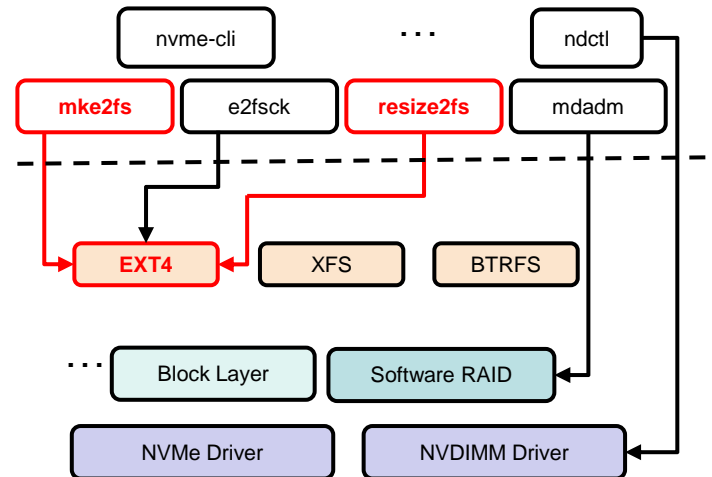 nvme-cli
...
ndctl
mke2fs
e2fsck
resize2fs
mdadm
EXT4
XFS
BTRFS
...
Block Layer
Software RAID
NVMe Driver
NVDIMM Driver